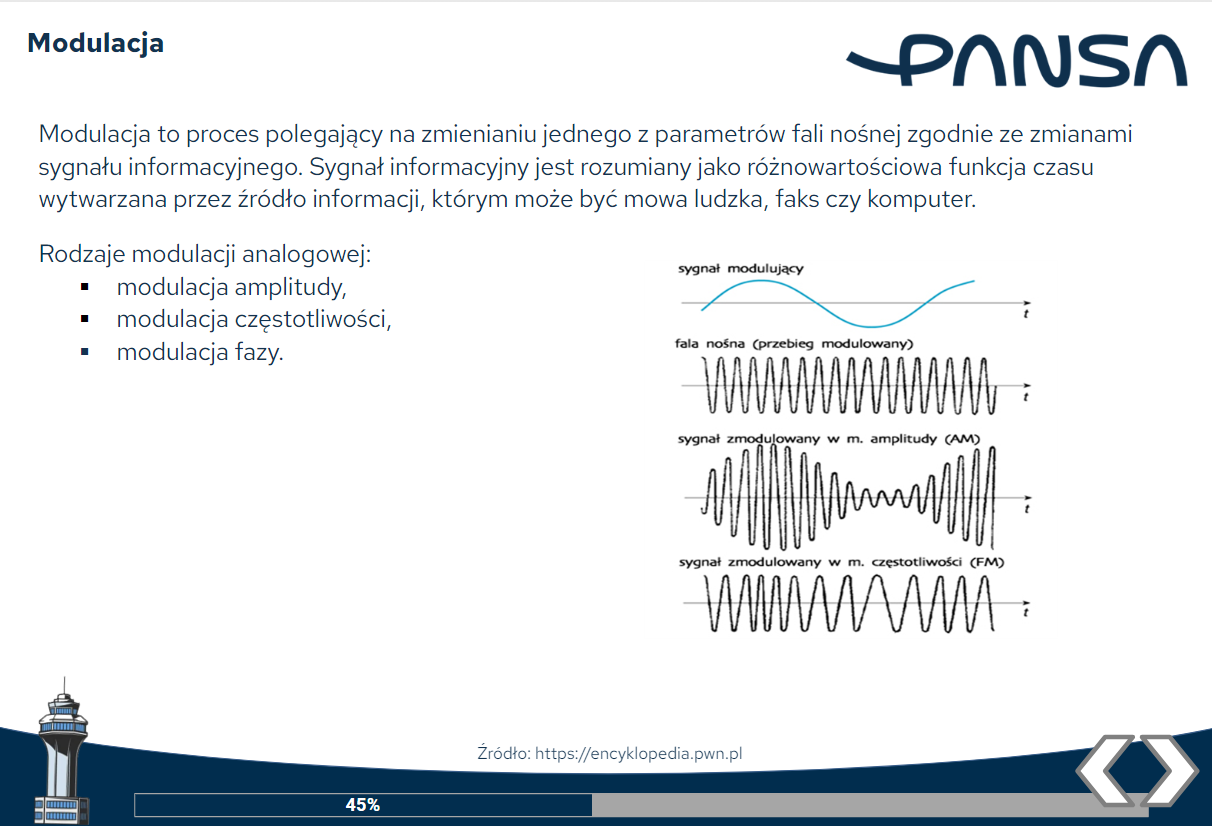 Modulacja
PANSA
Modulacja to proces polegający na zmienianiu jednego z parametrów fali nośnej zgodnie ze zmianami
sygnału informacyjnego. Sygnał informacyjny jest rozumiany jako różnowartościowa funkcja czasu
wytwarzana przez źródło informacji, którym może być mowa ludzka, faks czy komputer.
Rodzaje modulacji analogowej:
▪ modulacja amplitudy,
▪ modulacja częstotliwości,
▪ modulacja fazy.
sygnał modulujący
t
fala nośna (przebieg modulowany)
t
sygnał zmodulowany w m. amplitudy (AM)
t
sygnał zmodulowany w m. częstotliwości (FM)
t
Źródło: https://encyklopedia.pwn.pl
45%